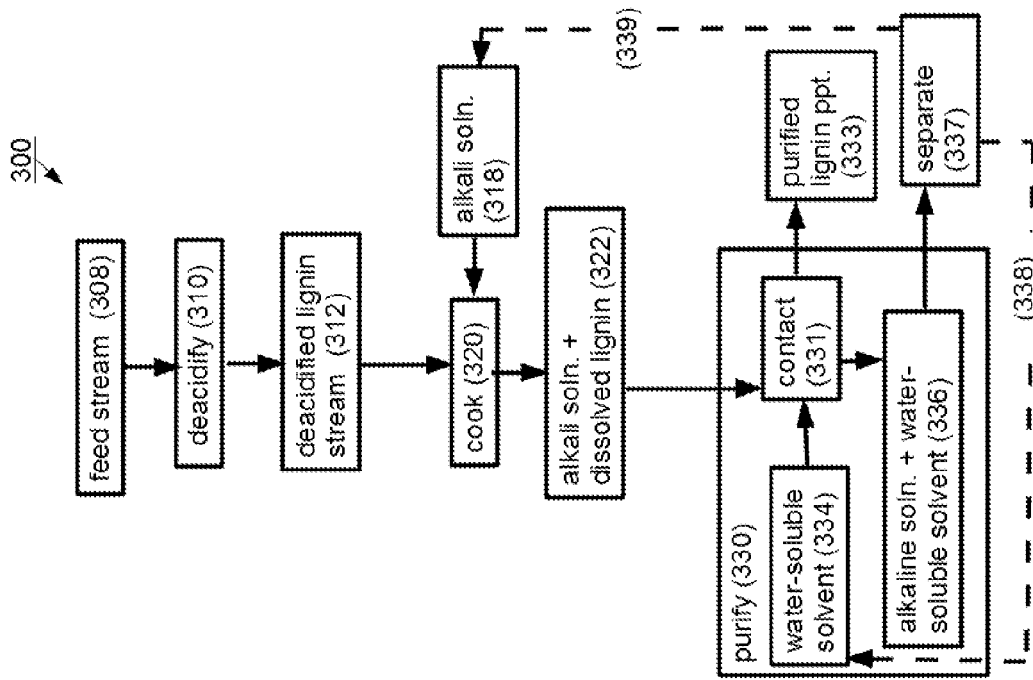 300
feed stream (308)
deacidify (310)
deacidified lignin
stream (312)
alkali soln.
(318)
cook (320)
(339)
alkali soln. +
dissolved lignin (322)
purify (330)
water-soluble
solvent (334)
contact
(331)
purified
lignin ppt.
(333)
alkaline soln. + water-
soluble solvent (336)
separate
(337)
(338)